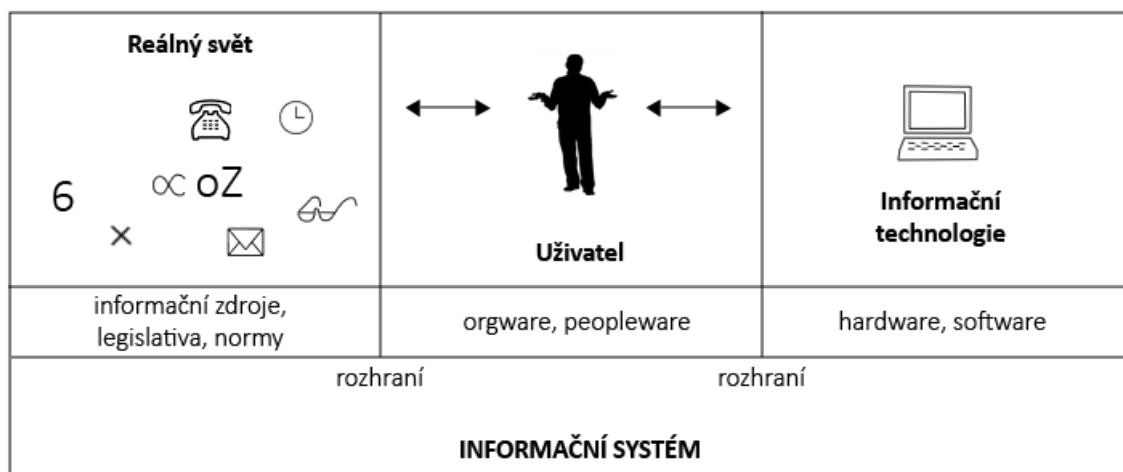 Reálný svět
6
∝ oZ
×
Uživatel
Informační
technologie
informační zdroje,
legislativa, normy
orgware, peopleware
hardware, software
rozhraní
rozhraní
INFORMAČNÍ SYSTÉM